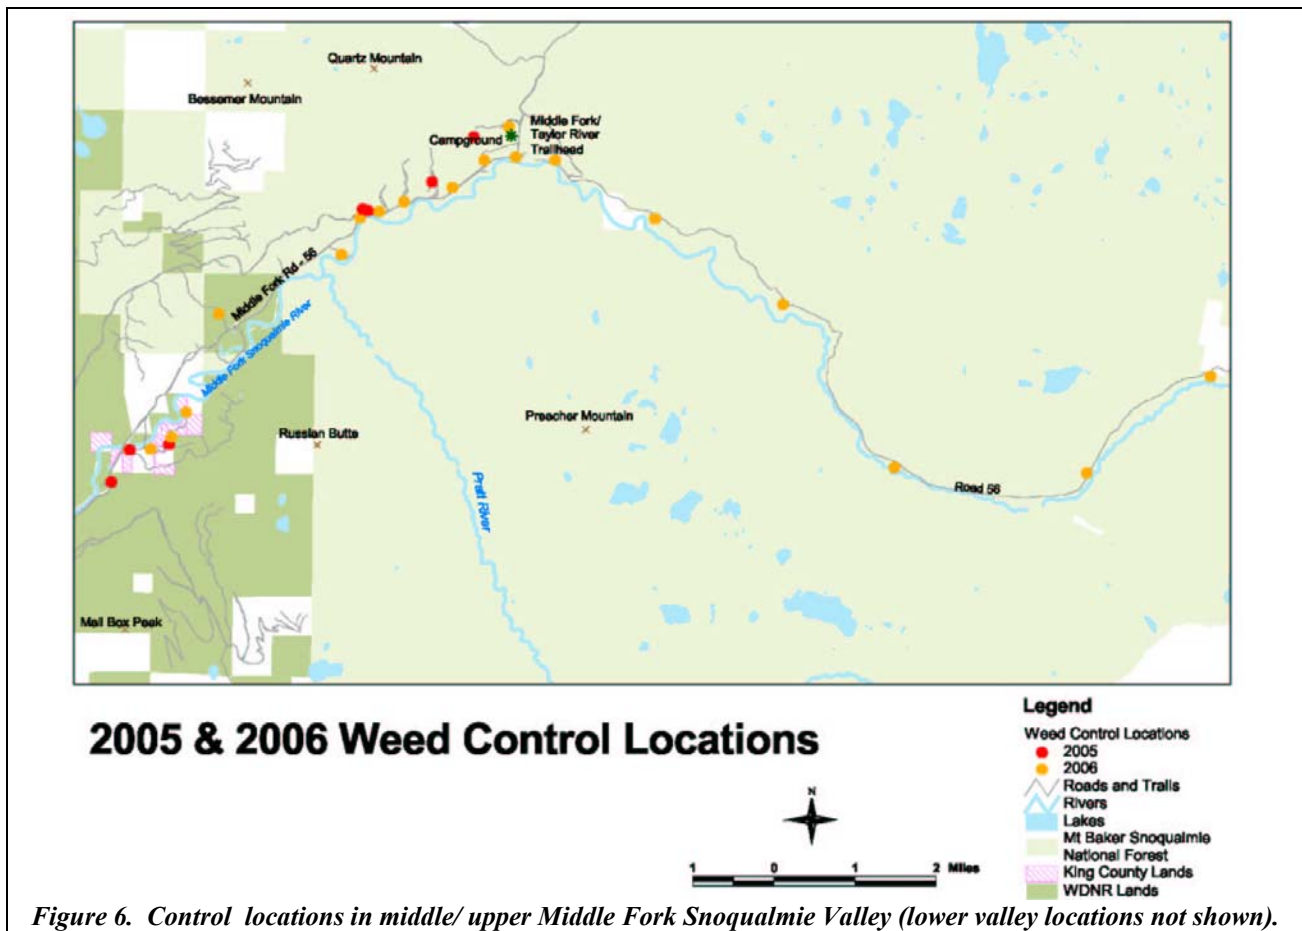 Quartz Mountain
Bessemer Mountain
Middle Fork/
Taylor River
Trailhead
Campground
Middle Fork Rd - 56
Middle Fork Snoqualmie River
Russian Butte
Preacher Mountain
Pratt River
Road 56
Mail Box Peak
2005 & 2006 Weed Control Locations
N
1 0 1 2 Miles
Legend
Weed Control Locations
2005
2006
Roads and Trails
Rivers
Lakes
Mt Baker Snoqualmie
National Forest
King County Lands
WDNR Lands
Figure 6. Control locations in middle/ upper Middle Fork Snoqualmie Valley (lower valley locations not shown).